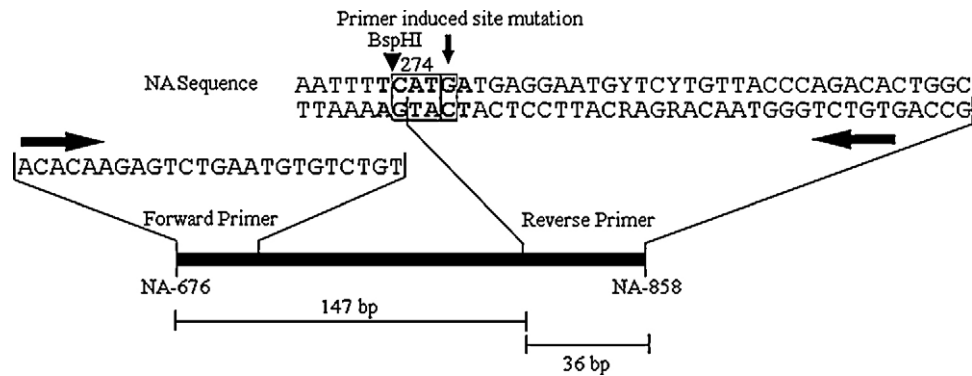 Primer induced site mutation
BspHI
274
NA Sequence
AATTTTCATGATGAGGAATGYTCYTGTTACCCAGACACTGGC
TTAAAAGTACTACTCCTTACRAGRACAATGGGTCTGTGACCG
ACACAAGAGTCTGAATGTGTCTGT
Forward Primer
Reverse Primer
NA-676
NA-858
147 bp
36 bp